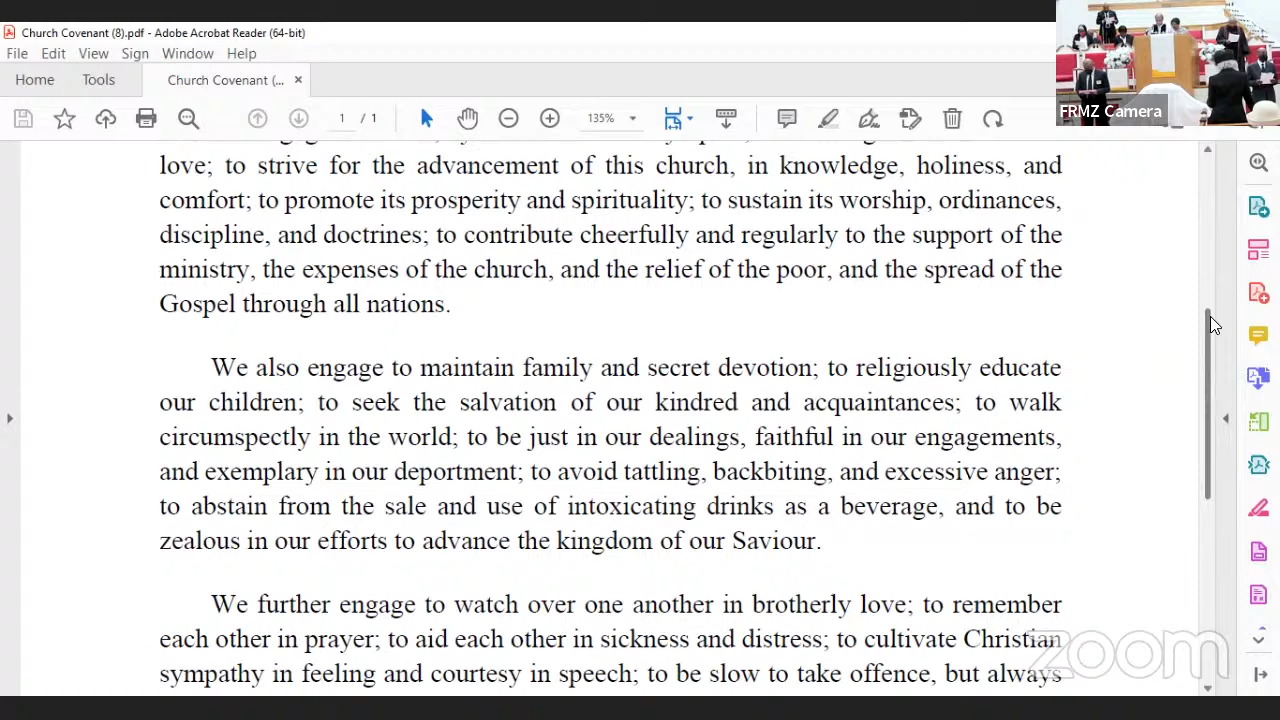 Church Covenant (8).pdf - Adobe Acrobat Reader (64-bit)
File Edit View Sign Window Help
Home Tools Church Covenant (... ×
1 / 1 135%
FRMZ Camera
love; to strive for the advancement of this church, in knowledge, holiness, and
comfort; to promote its prosperity and spirituality; to sustain its worship, ordinances,
discipline, and doctrines; to contribute cheerfully and regularly to the support of the
ministry, the expenses of the church, and the relief of the poor, and the spread of the
Gospel through all nations.
We also engage to maintain family and secret devotion; to religiously educate
our children; to seek the salvation of our kindred and acquaintances; to walk
circumspectly in the world; to be just in our dealings, faithful in our engagements,
and exemplary in our deportment; to avoid tattling, backbiting, and excessive anger;
to abstain from the sale and use of intoxicating drinks as a beverage, and to be
zealous in our efforts to advance the kingdom of our Saviour.
We further engage to watch over one another in brotherly love; to remember
each other in prayer; to aid each other in sickness and distress; to cultivate Christian
sympathy in feeling and courtesy in speech; to be slow to take offence, but always
zoom